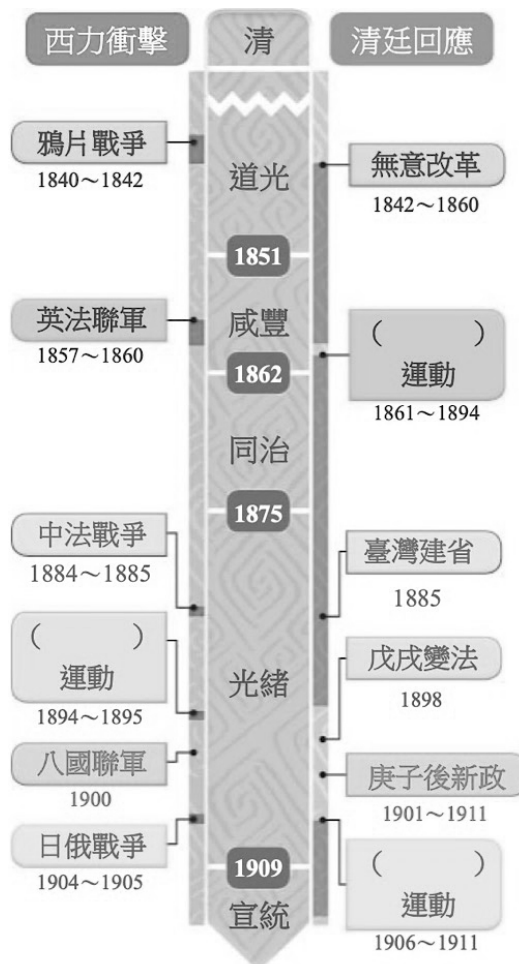 西力衝擊
清
清廷回應
鴉片戰爭
1840～1842
道光
無意改革
1842～1860
1851
英法聯軍
1857～1860
咸豐
(　　　)
運動
1861～1894
1862
同治
1875
中法戰爭
1884～1885
臺灣建省
1885
(　　　)
運動
1894～1895
光緒
戊戌變法
1898
八國聯軍
1900
庚子後新政
1901～1911
日俄戰爭
1904～1905
1909
宣統
(　　　)
運動
1906～1911